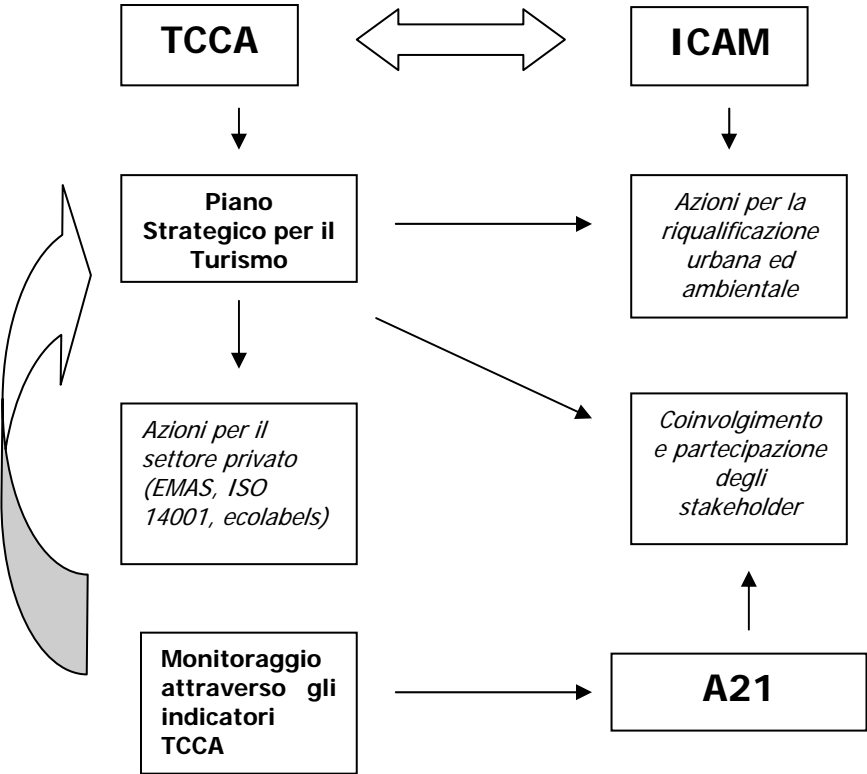 TCCA
ICAM
Piano
Strategico per il
Turismo
Azioni per la
riqualificazione
urbana ed
ambientale
Azioni per il
settore privato
(EMAS, ISO
14001, ecolabels)
Coinvolgimento
e partecipazione
degli
stakeholder
Monitoraggio
attraverso gli
indicatori
TCCA
A21